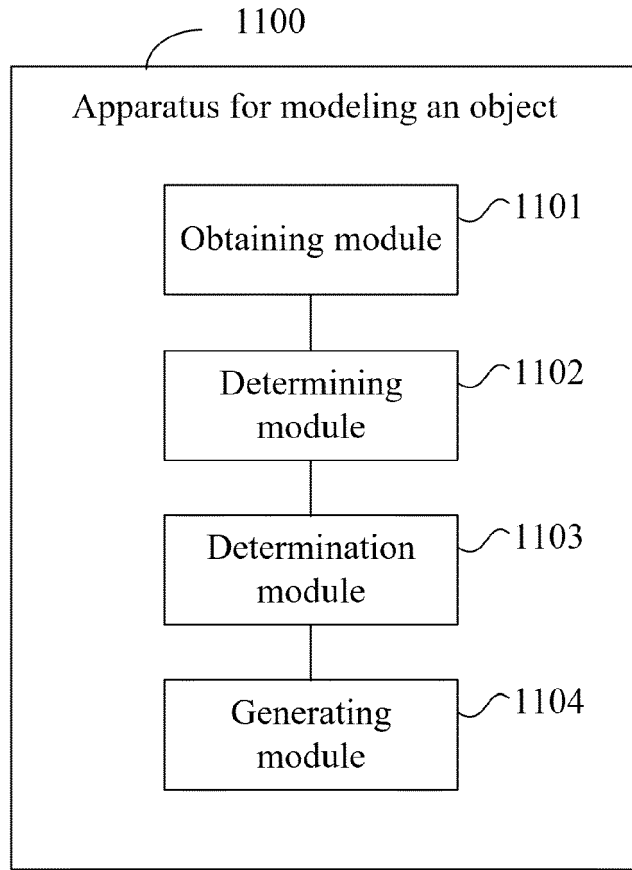 1100
Apparatus for modeling an object
Obtaining module
1101
Determining
module
1102
Determination
module
1103
Generating
module
1104